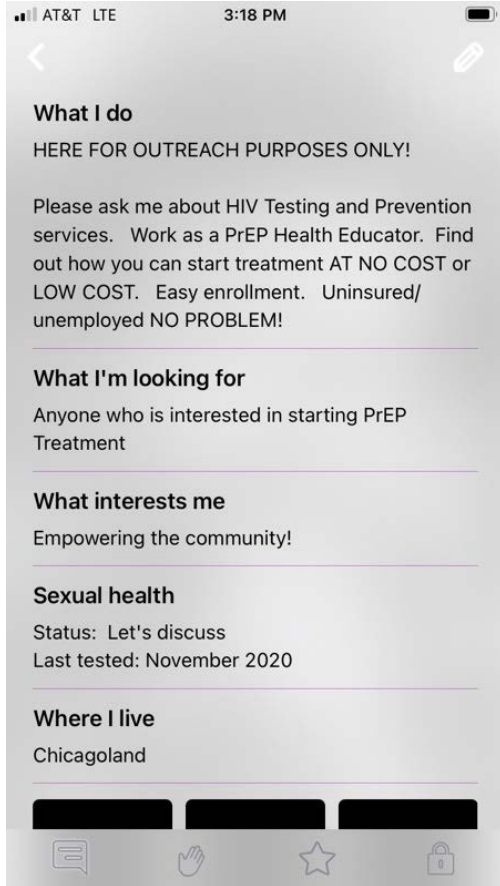 AT&T LTE 3:18 PM
What I do
HERE FOR OUTREACH PURPOSES ONLY!
Please ask me about HIV Testing and Prevention
services. Work as a PrEP Health Educator. Find
out how you can start treatment AT NO COST or
LOW COST. Easy enrollment. Uninsured/
unemployed NO PROBLEM!
What I'm looking for
Anyone who is interested in starting PrEP
Treatment
What interests me
Empowering the community!
Sexual health
Status: Let's discuss
Last tested: November 2020
Where I live
Chicagoland